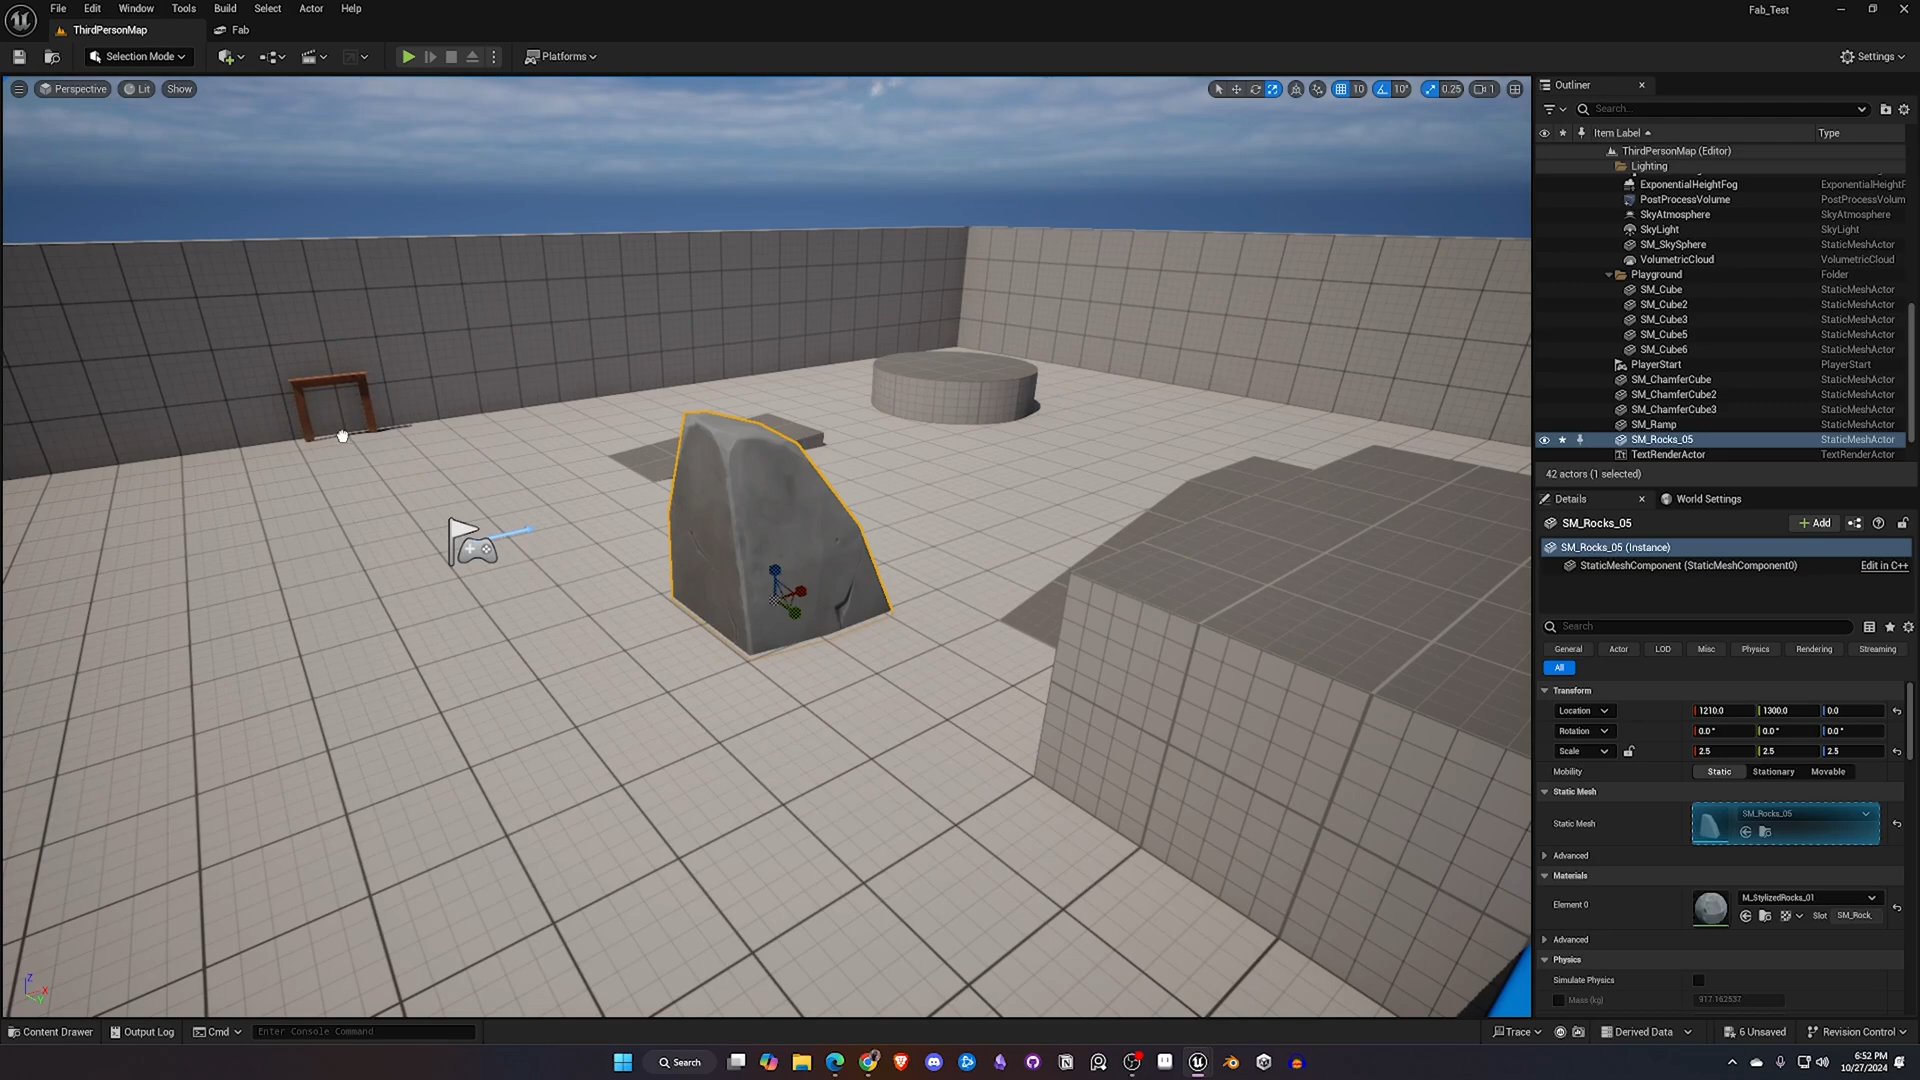 File Edit Window Tools Build Select Actor Help
Fab_Test
ThirdPersonMap
Fab
Selection Mode
Platforms
Settings
Perspective
Lit
Show
10
10°
0.25
1
Outliner
Search...
Item Label
Type
ThirdPersonMap (Editor)
Lighting
ExponentialHeightFog ExponentialHeightF
PostProcessVolume PostProcessVolum
SkyAtmosphere SkyAtmosphere
SkyLight SkyLight
SM_SkySphere StaticMeshActor
VolumetricCloud VolumetricCloud
Playground Folder
SM_Cube StaticMeshActor
SM_Cube2 StaticMeshActor
SM_Cube3 StaticMeshActor
SM_Cube5 StaticMeshActor
SM_Cube6 StaticMeshActor
PlayerStart PlayerStart
SM_ChamferCube StaticMeshActor
SM_ChamferCube2 StaticMeshActor
SM_ChamferCube3 StaticMeshActor
SM_Ramp StaticMeshActor
SM_Rocks_05 StaticMeshActor
TextRenderActor TextRenderActor
42 actors (1 selected)
Details
World Settings
SM_Rocks_05
Add
SM_Rocks_05 (Instance)
StaticMeshComponent (StaticMeshComponent0)
Edit in C++
Search
General Actor LOD Misc Physics Rendering Streaming
All
Transform
Location 1210.0 1300.0 0.0
Rotation 0.0° 0.0° 0.0°
Scale 2.5 2.5 2.5
Mobility Static Stationary Movable
Static Mesh
Static Mesh SM_Rocks_05
Advanced
Materials
Element 0 M_StylizedRocks_01
Slot SM_Rock_
Advanced
Physics
Simulate Physics
Mass (kg) 917.162537
Z
X
Y
Content Drawer
Output Log
Cmd
Enter Console Command
Trace
Derived Data
6 Unsaved
Revision Control
Search
6:52 PM
10/27/2024